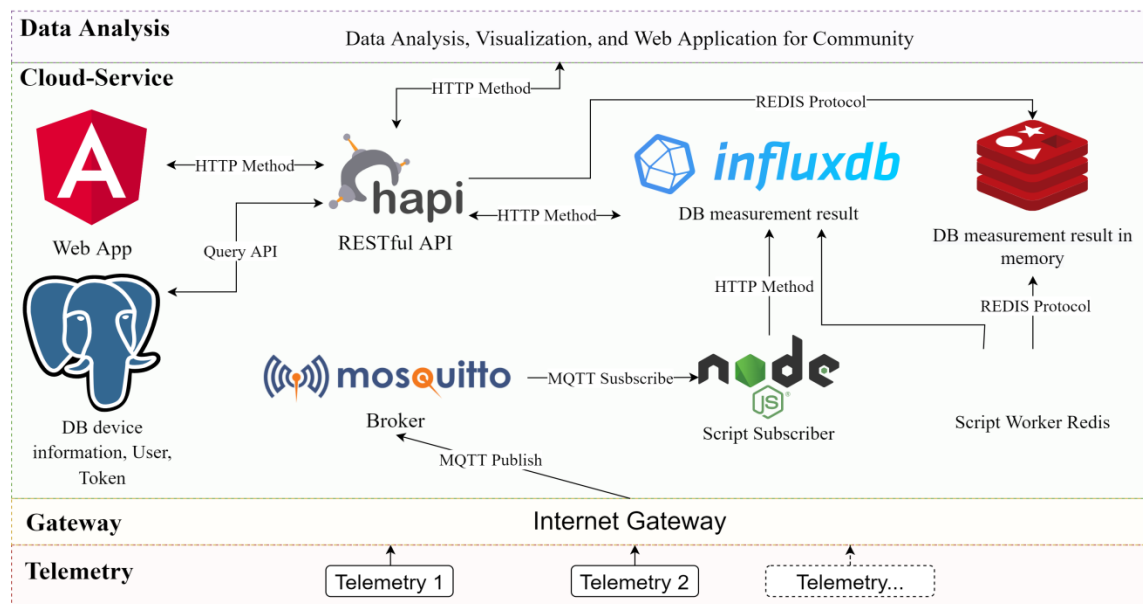 Data Analysis
Data Analysis, Visualization, and Web Application for Community
Cloud-Service
HTTP Method
REDIS Protocol
A
HTTP Method
hapi
influxdb
HTTP Method
Web App
RESTful API
DB measurement result
DB measurement result in
memory
Query API
HTTP Method
REDIS Protocol
mosquitto
MQTT Susbscribe
node
JS
®
DB device
information, User,
Token
Broker
Script Subscriber
Script Worker Redis
MQTT Publish
Gateway
Internet Gateway
Telemetry
Telemetry 1
Telemetry 2
Telemetry...